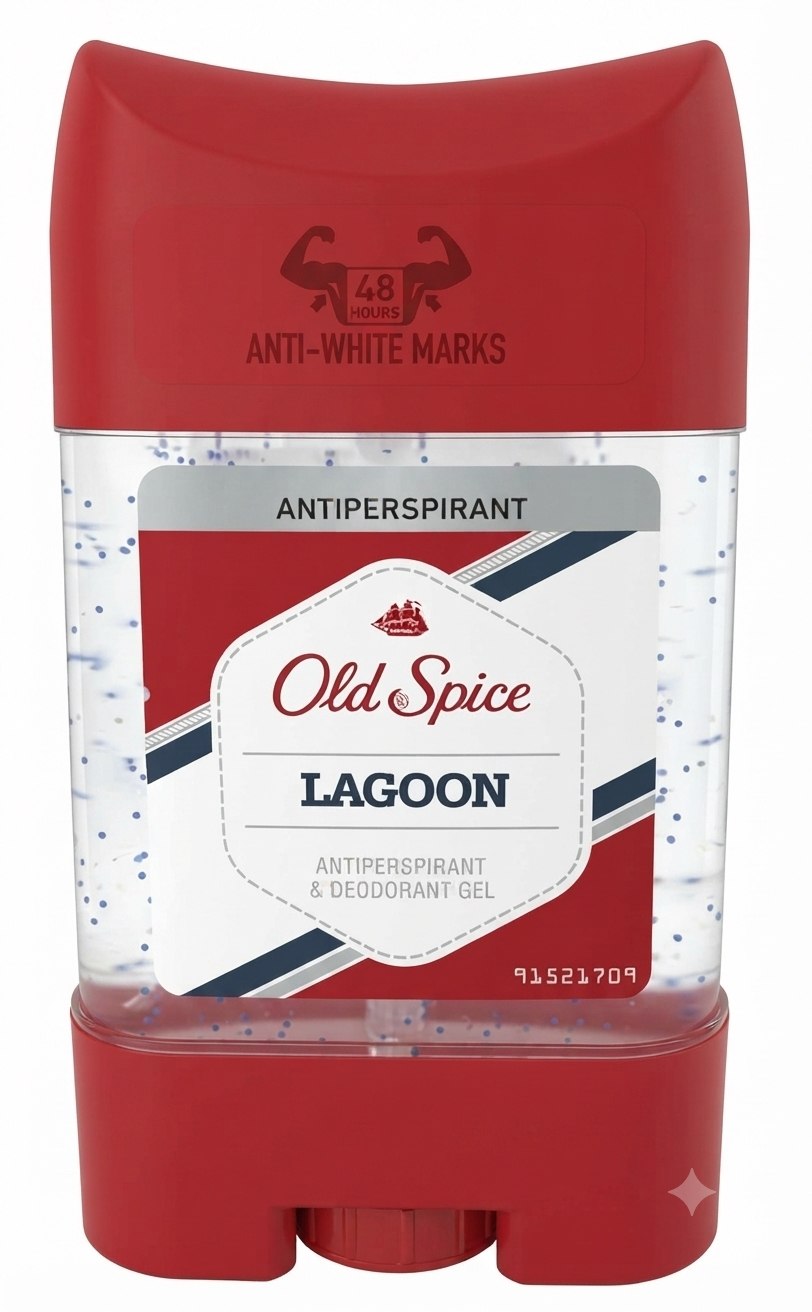 48
HOURS
ANTI-WHITE MARKS
ANTIPERSPIRANT
Old Spice
LAGOON
ANTIPERSPIRANT
& DEODORANT GEL
91521709